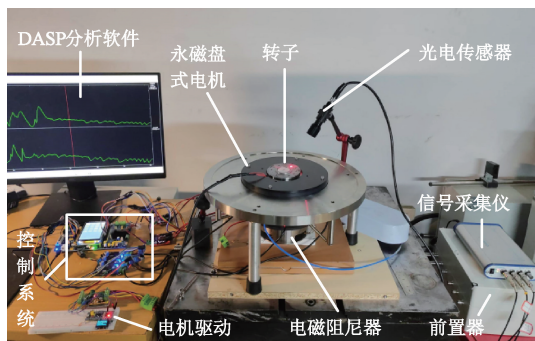 DASP分析软件
永磁盘
式电机
转子
光电传感器
信号采集仪
控制系统
电机驱动
电磁阻尼器
前置器